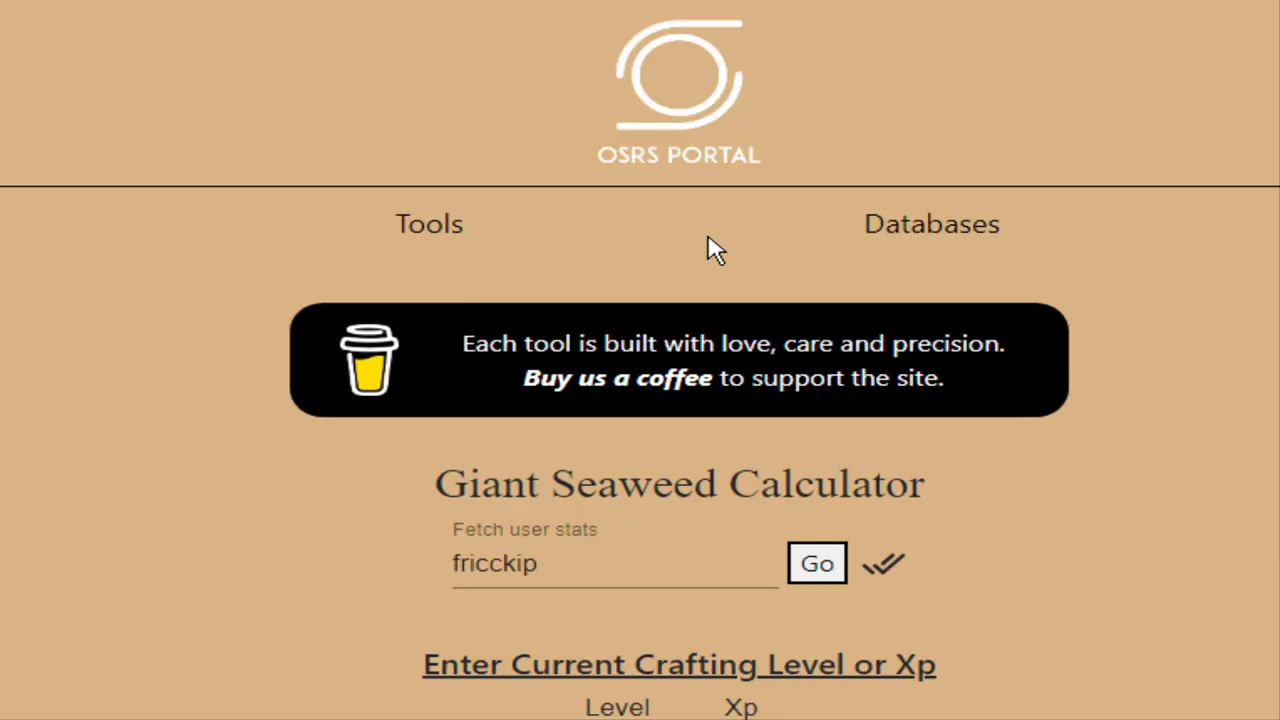 OSRS PORTAL
Tools
Databases
Each tool is built with love, care and precision.
Buy us a coffee to support the site.
Giant Seaweed Calculator
Fetch user stats
fricckip
Go
Enter Current Crafting Level or Xp
Level
Xp